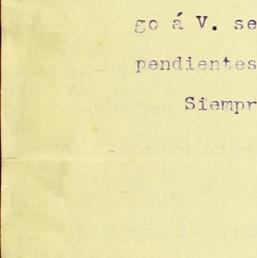 go á V. se
pendientes
Siempr